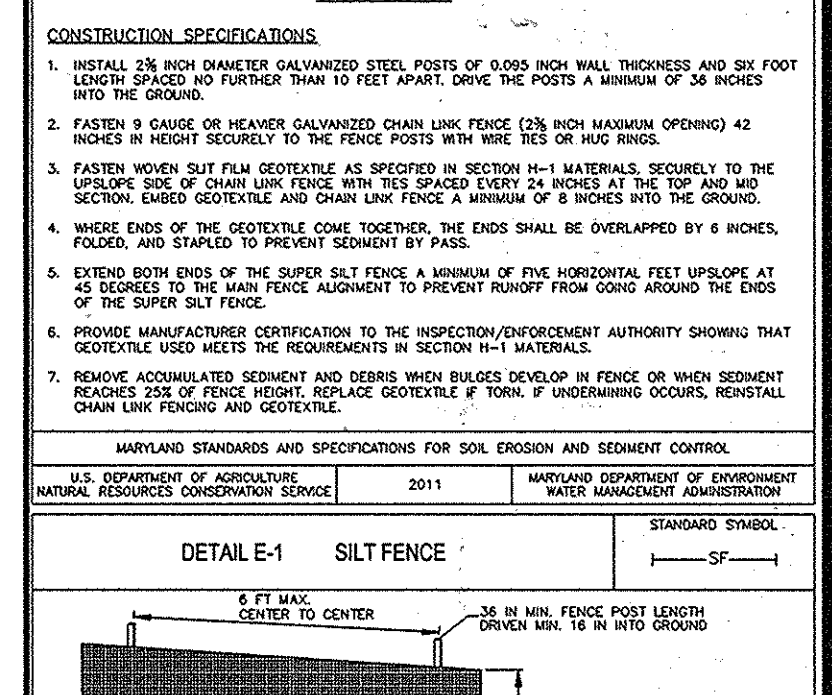 CONSTRUCTION SPECIFICATIONS
1. INSTALL 2⅜ INCH DIAMETER GALVANIZED STEEL POSTS OF 0.095 INCH WALL THICKNESS AND SIX FOOT
LENGTH SPACED NO FURTHER THAN 10 FEET APART. DRIVE THE POSTS A MINIMUM OF 36 INCHES
INTO THE GROUND.
2. FASTEN 9 GAUGE OR HEAVIER GALVANIZED CHAIN LINK FENCE (2⅜ INCH MAXIMUM OPENING) 42
INCHES IN HEIGHT SECURELY TO THE FENCE POSTS WITH WIRE TIES OR HUG RINGS.
3. FASTEN WOVEN SLIT FILM GEOTEXTILE AS SPECIFIED IN SECTION H-1 MATERIALS, SECURELY TO THE
UPSLOPE SIDE OF CHAIN LINK FENCE WITH TIES SPACED EVERY 24 INCHES AT THE TOP AND MID
SECTION. EMBED GEOTEXTILE AND CHAIN LINK FENCE A MINIMUM OF 8 INCHES INTO THE GROUND.
4. WHERE ENDS OF THE GEOTEXTILE COME TOGETHER, THE ENDS SHALL BE OVERLAPPED BY 6 INCHES,
FOLDED, AND STAPLED TO PREVENT SEDIMENT BY PASS.
5. EXTEND BOTH ENDS OF THE SUPER SILT FENCE A MINIMUM OF FIVE HORIZONTAL FEET UPSLOPE AT
45 DEGREES TO THE MAIN FENCE ALIGNMENT TO PREVENT RUNOFF FROM GOING AROUND THE ENDS
OF THE SUPER SILT FENCE.
6. PROVIDE MANUFACTURER CERTIFICATION TO THE INSPECTION/ENFORCEMENT AUTHORITY SHOWING THAT
GEOTEXTILE USED MEETS THE REQUIREMENTS IN SECTION H-1 MATERIALS.
7. REMOVE ACCUMULATED SEDIMENT AND DEBRIS WHEN BULGES DEVELOP IN FENCE OR WHEN SEDIMENT
REACHES 25% OF FENCE HEIGHT. REPLACE GEOTEXTILE IF TORN. IF UNDERMINING OCCURS, REINSTALL
CHAIN LINK FENCING AND GEOTEXTILE.
MARYLAND STANDARDS AND SPECIFICATIONS FOR SOIL EROSION AND SEDIMENT CONTROL
U.S. DEPARTMENT OF AGRICULTURE
NATURAL RESOURCES CONSERVATION SERVICE
2011
MARYLAND DEPARTMENT OF ENVIRONMENT
WATER MANAGEMENT ADMINISTRATION
DETAIL E-1 SILT FENCE
STANDARD SYMBOL
SF
6 FT MAX.
CENTER TO CENTER
36 IN MIN. FENCE POST LENGTH
DRIVEN MIN. 16 IN INTO GROUND